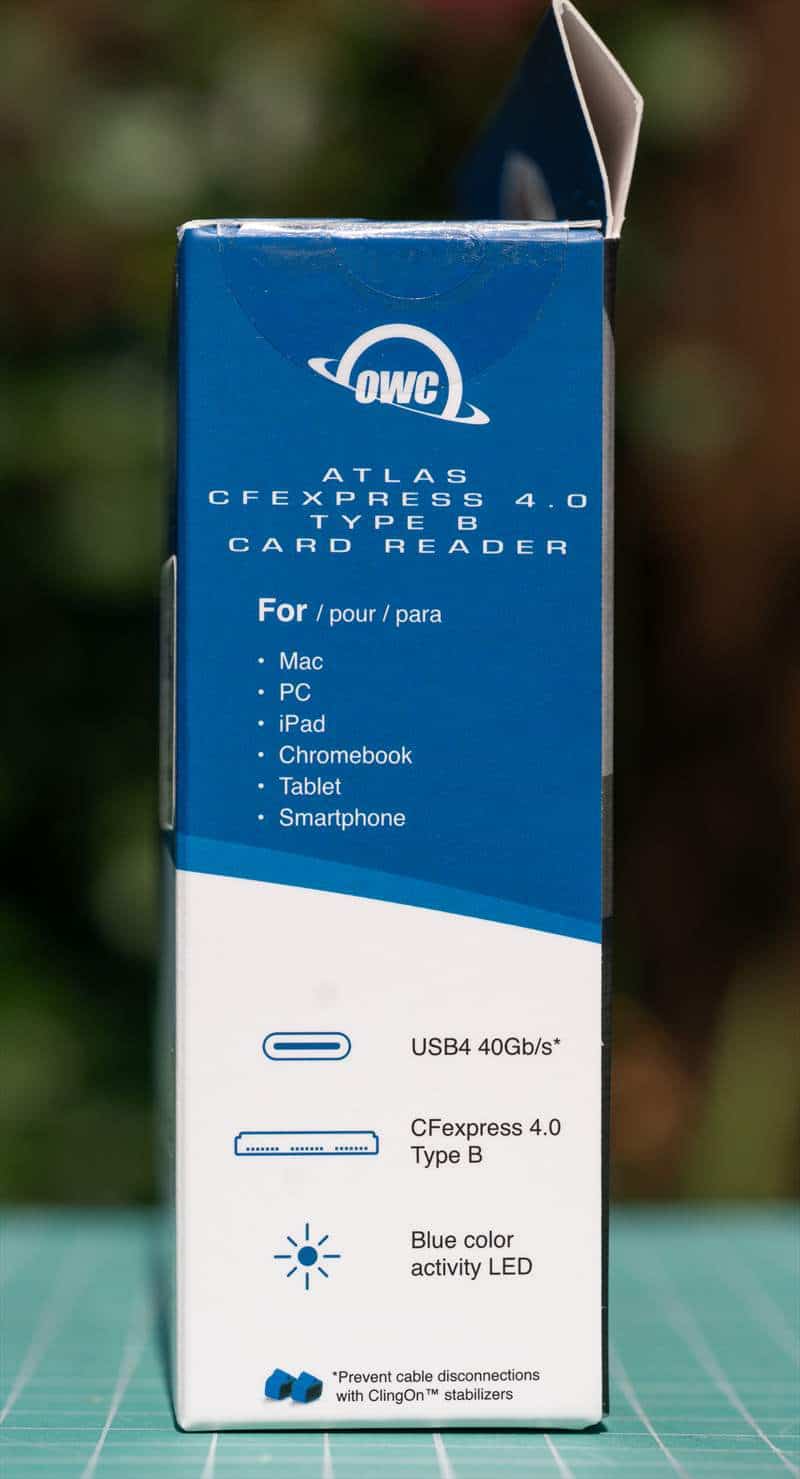 OWC
ATLAS
CFEXPRESS 4.0
TYPE B
CARD READER
For / pour / para
• Mac
• PC
• iPad
• Chromebook
• Tablet
• Smartphone
USB4 40Gb/s*
CFexpress 4.0
Type B
Blue color
activity LED
*Prevent cable disconnections
with ClingOn™ stabilizers